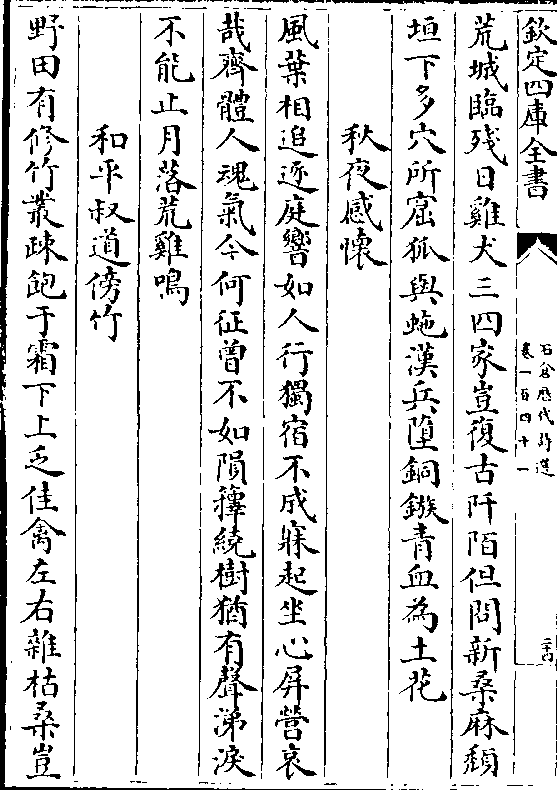 欽定四庫全書
石倉歷代詩選
卷一百四十一
二十四
荒城臨殘日雞犬三四家豈復古阡陌但問新桑麻頹
垣下多穴所窟狐與蛇漢兵墮銅鏃青血為土花
秋夜感懷
風葉相追逐庭響如人行獨宿不成寐起坐心屏營哀
哉齊體人魂氣今何征曾不如隕蘀繞樹猶有聲涕淚
不能止月落荒雞鳴
和平叔道傍竹
野田有修竹叢疎飽于霜下上乏佳禽左右雜枯桑豈